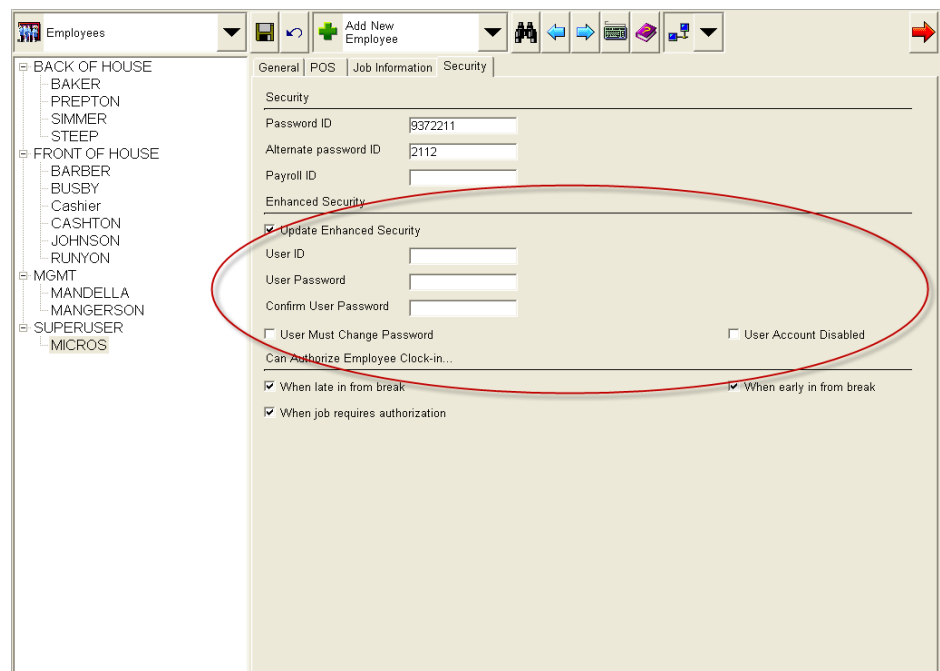 Employees
Add New
Employee
BACK OF HOUSE
BAKER
PREPTON
SIMMER
STEEP
FRONT OF HOUSE
BARBER
BUSBY
Cashier
CASHTON
JOHNSON
RUNYON
MGMT
MANDELLA
MANGERSON
SUPERUSER
MICROS
General POS Job Information Security
Security
Password ID 9372211
Alternate password ID 2112
Payroll ID
Enhanced Security
Update Enhanced Security
User ID
User Password
Confirm User Password
User Must Change Password User Account Disabled
Can Authorize Employee Clock-in...
When late in from break When early in from break
When job requires authorization